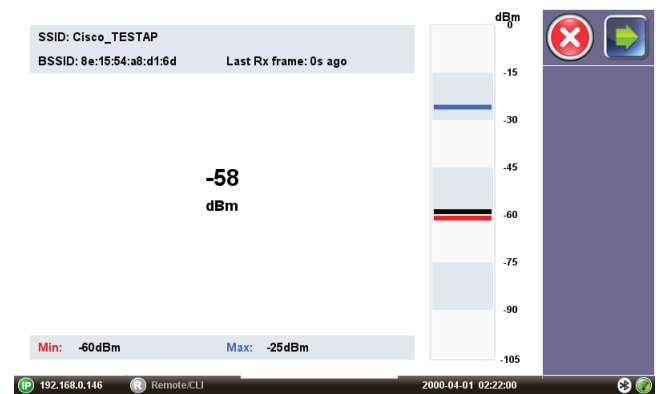 dBm
SSID: Cisco_TESTAP
BSSID: 8e:15:54:a8:d1:6d Last Rx frame: 0s ago
-58
dBm
0
-15
-30
-45
-60
-75
-90
-105
Min: -60dBm Max: -25dBm
IP 192.168.0.146 R Remote/CLI 2000-04-01 02:22:00